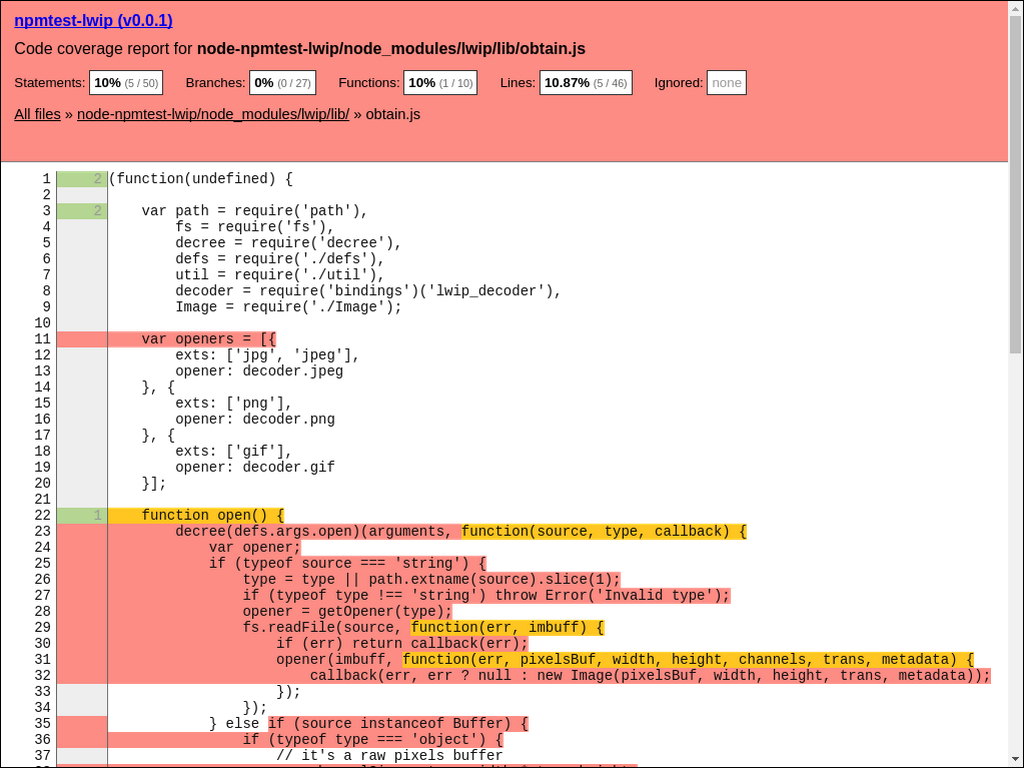 npmtest-lwip (v0.0.1)
Code coverage report for node-npmtest-lwip/node_modules/lwip/lib/obtain.js
Statements: 10% (5 / 50) Branches: 0% (0 / 27) Functions: 10% (1 / 10) Lines: 10.87% (5 / 46) Ignored: none
All files » node-npmtest-lwip/node_modules/lwip/lib/ » obtain.js
1 2 (function(undefined) {
2
3 2 var path = require('path'),
4 fs = require('fs'),
5 decree = require('decree'),
6 defs = require('./defs'),
7 util = require('./util'),
8 decoder = require('bindings')('lwip_decoder'),
9 Image = require('./Image');
10
11 var openers = [{
12 exts: ['jpg', 'jpeg'],
13 opener: decoder.jpeg
14 }, {
15 exts: ['png'],
16 opener: decoder.png
17 }, {
18 exts: ['gif'],
19 opener: decoder.gif
20 }];
21
22 1 function open() {
23 decree(defs.args.open)(arguments, function(source, type, callback) {
24 var opener;
25 if (typeof source === 'string') {
26 type = type || path.extname(source).slice(1);
27 if (typeof type !== 'string') throw Error('Invalid type');
28 opener = getOpener(type);
29 fs.readFile(source, function(err, imbuff) {
30 if (err) return callback(err);
31 opener(imbuff, function(err, pixelsBuf, width, height, channels, trans, metadata) {
32 callback(err, err ? null : new Image(pixelsBuf, width, height, trans, metadata));
33 });
34 });
35 } else if (source instanceof Buffer) {
36 if (typeof type === 'object') {
37 // it's a raw pixels buffer